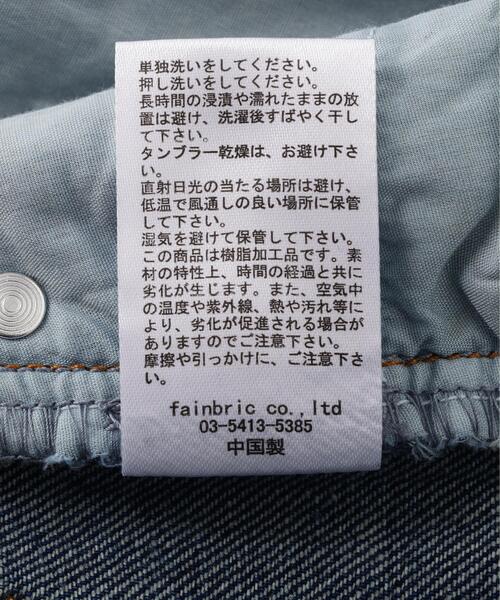 単独洗いをしてください。
押し洗いをしてください。
長時間の浸漬や濡れたままの放
置は避け、洗濯後すばやく干し
て下さい。
タンブラー乾燥は、お避け下さ
い。
直射日光の当たる場所は避け、
低温で風通しの良い場所に保管
して下さい。
湿気を避けて保管して下さい。
この商品は樹脂加工品です。素
材の特性上、時間の経過と共に
劣化が生じます。また、空気中
の温度や紫外線、熱や汚れ等に
より、劣化が促進される場合が
ありますのでご注意下さい。
摩擦や引っかけに、ご注意下さ
い。
fainbric co.,ltd
03-5413-5385
中国製